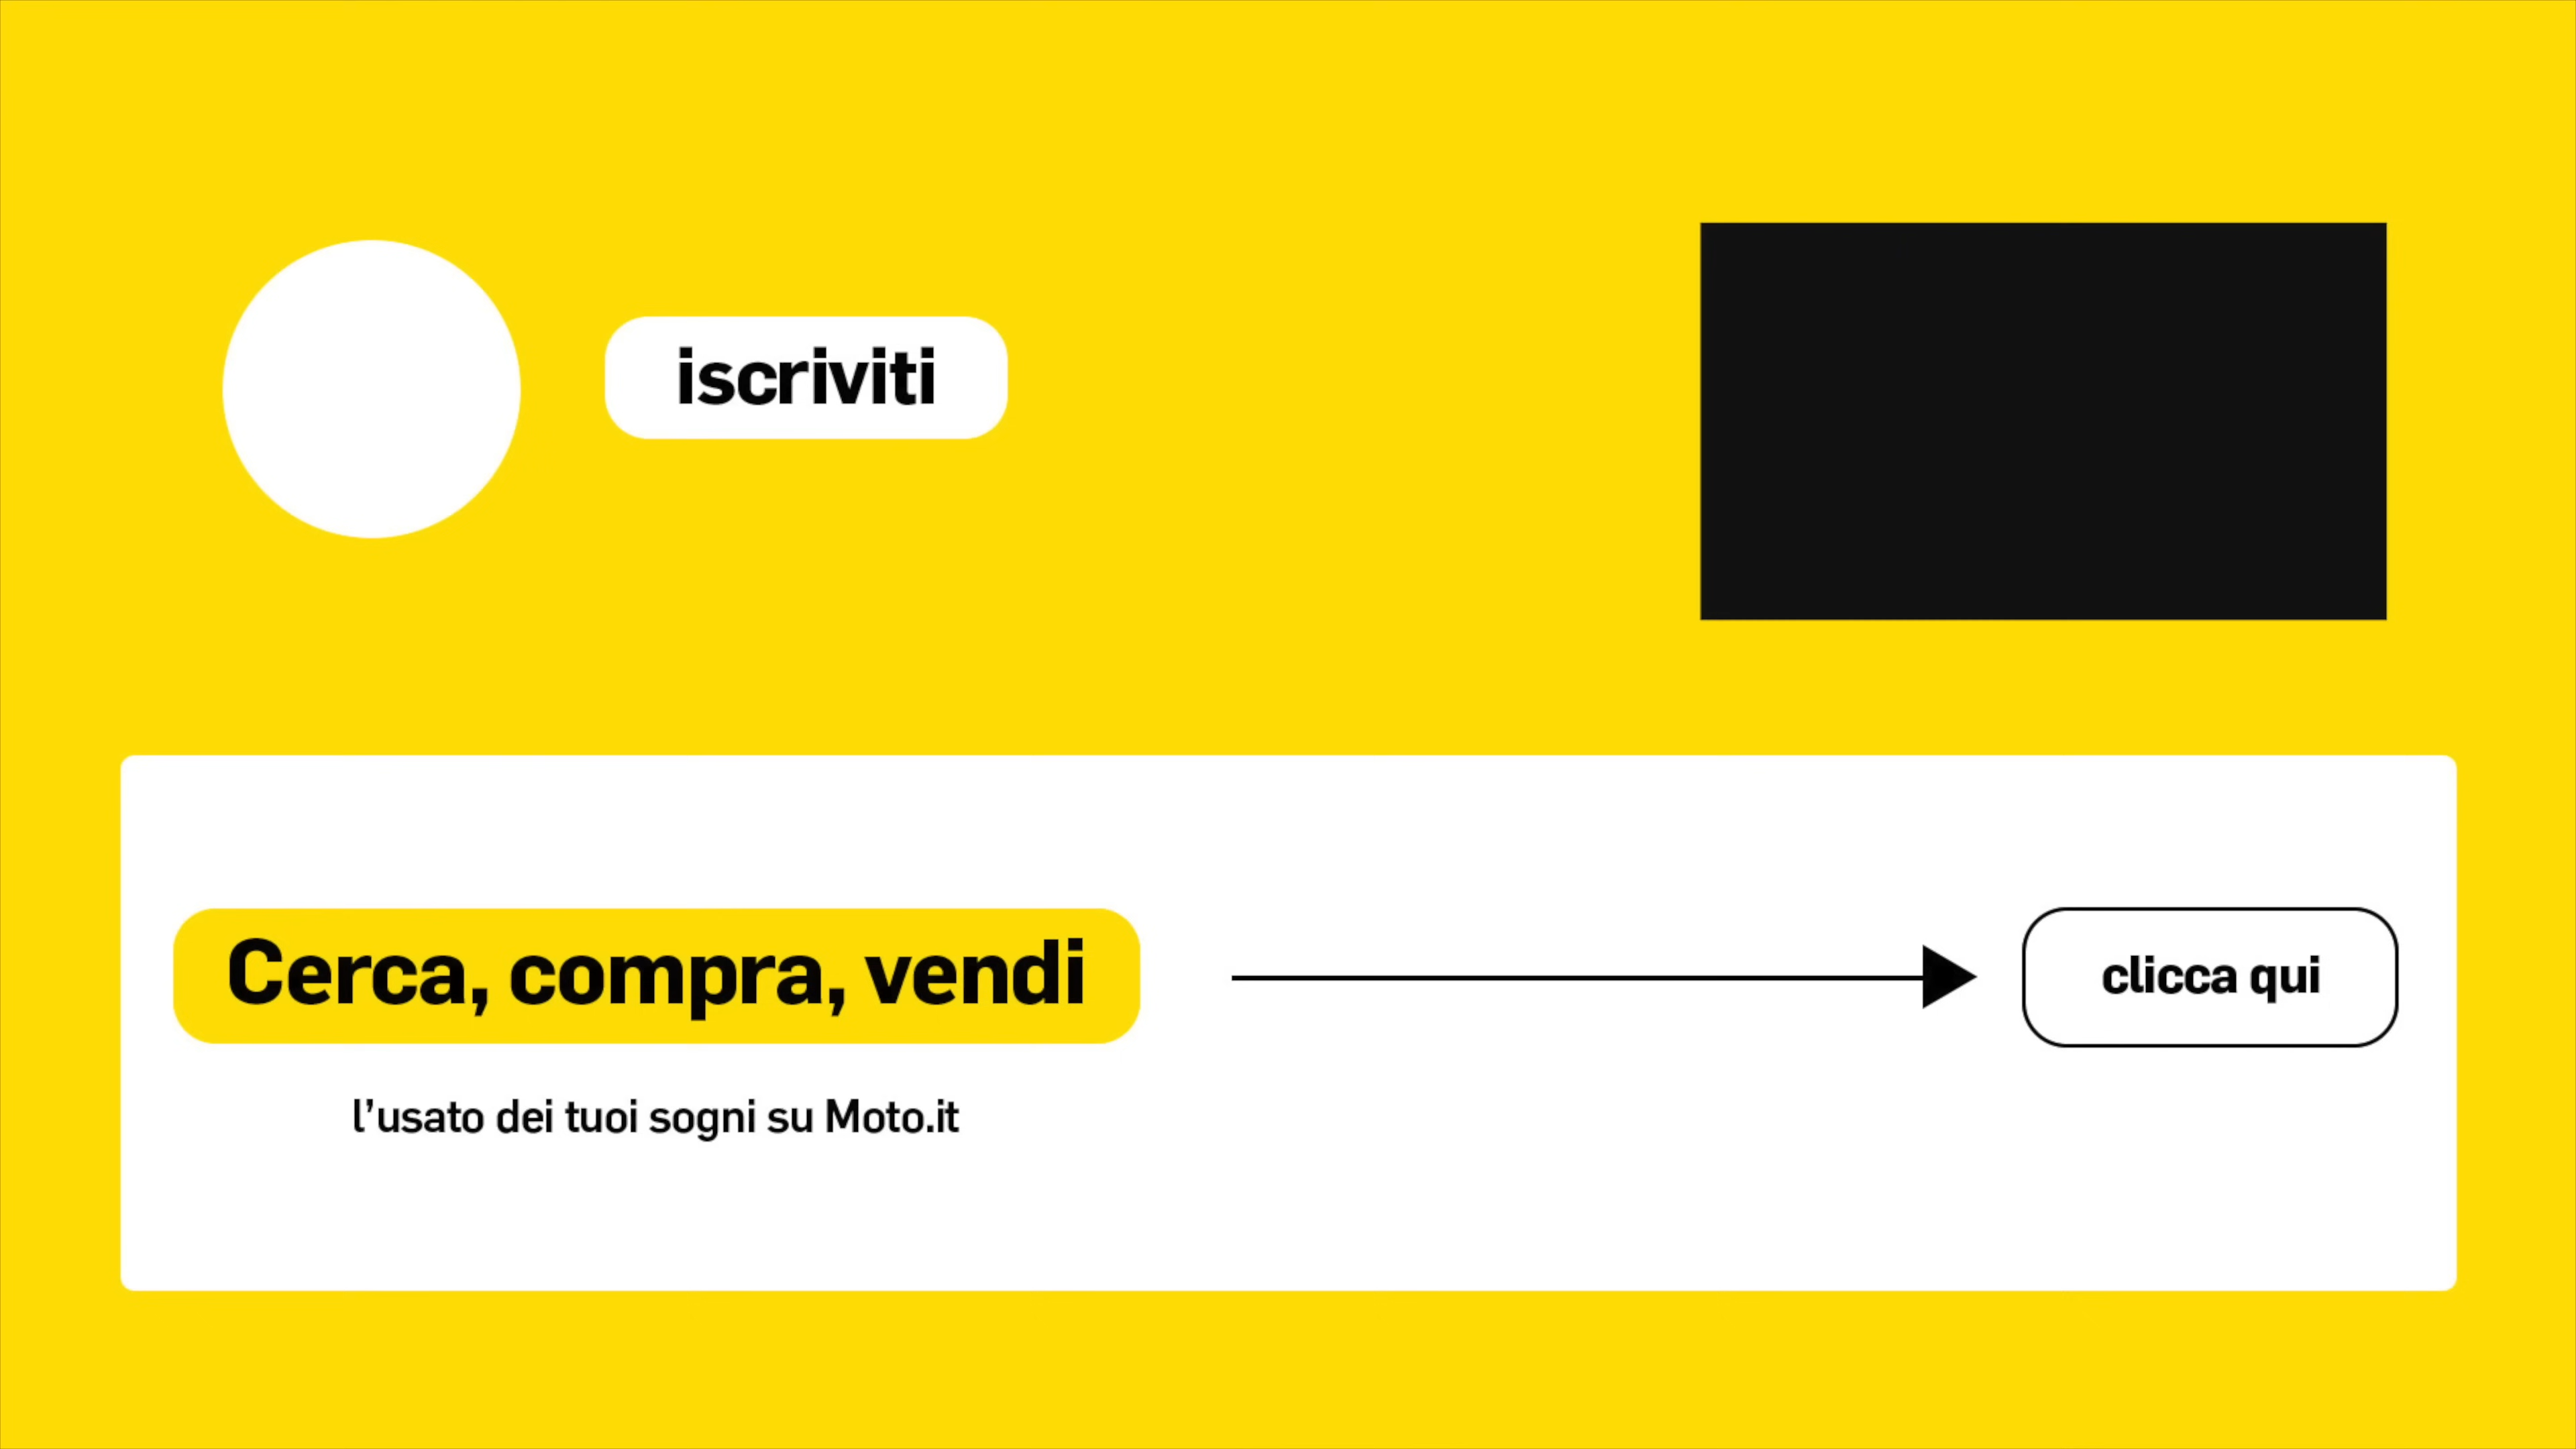 iscriviti
Cerca, compra, vendi
clicca qui
l’usato dei tuoi sogni su Moto.it